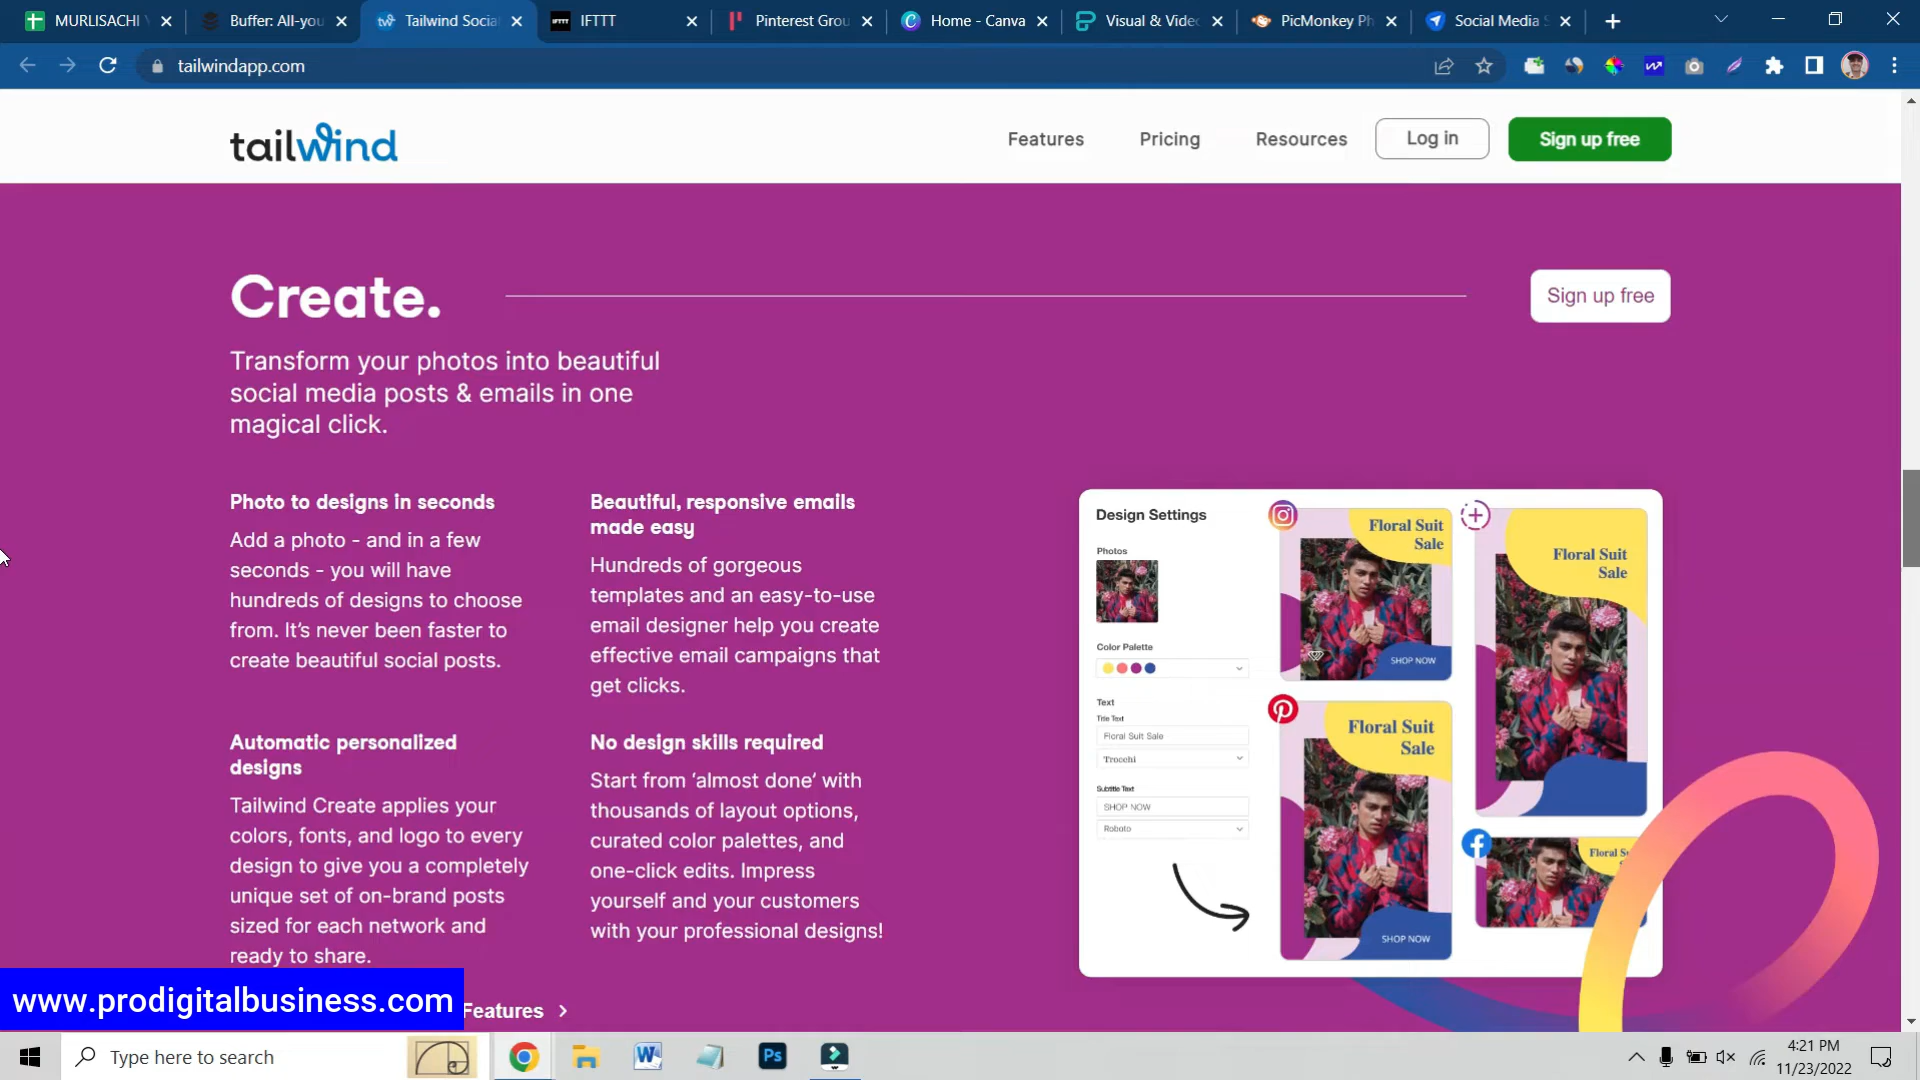 MURLISACHI
Buffer: All-you
Tailwind Socia
IFTTT
IFTTT
Pinterest Grou
Home - Canva
Visual & Video
PicMonkey Ph
Social Media S
tailwindapp.com
tailwind
Features
Pricing
Resources
Log in
Sign up free
Create.
Sign up free
Transform your photos into beautiful
social media posts & emails in one
magical click.
Photo to designs in seconds
Add a photo - and in a few
seconds - you will have
hundreds of designs to choose
from. It’s never been faster to
create beautiful social posts.
Beautiful, responsive emails
made easy
Hundreds of gorgeous
templates and an easy-to-use
email designer help you create
effective email campaigns that
get clicks.
Automatic personalized
designs
Tailwind Create applies your
colors, fonts, and logo to every
design to give you a completely
unique set of on-brand posts
sized for each network and
ready to share.
No design skills required
Start from ‘almost done’ with
thousands of layout options,
curated color palettes, and
one-click edits. Impress
yourself and your customers
with your professional designs!
Features
Design Settings
Photos
Color Palette
Text
Title Text
Floral Suit Sale
Trocchi
Subtitle Text
SHOP NOW
Roboto
Floral Suit
Sale
SHOP NOW
Floral Suit
Sale
Floral Suit
Sale
SHOP NOW
Floral Su
www.prodigitalbusiness.com
Type here to search
W
Ps
4:21 PM
11/23/2022